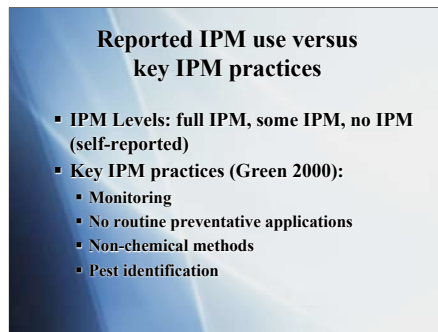 Reported IPM use versus
key IPM practices
▪ IPM Levels: full IPM, some IPM, no IPM
(self-reported)
▪ Key IPM practices (Green 2000):
▪ Monitoring
▪ No routine preventative applications
▪ Non-chemical methods
▪ Pest identification